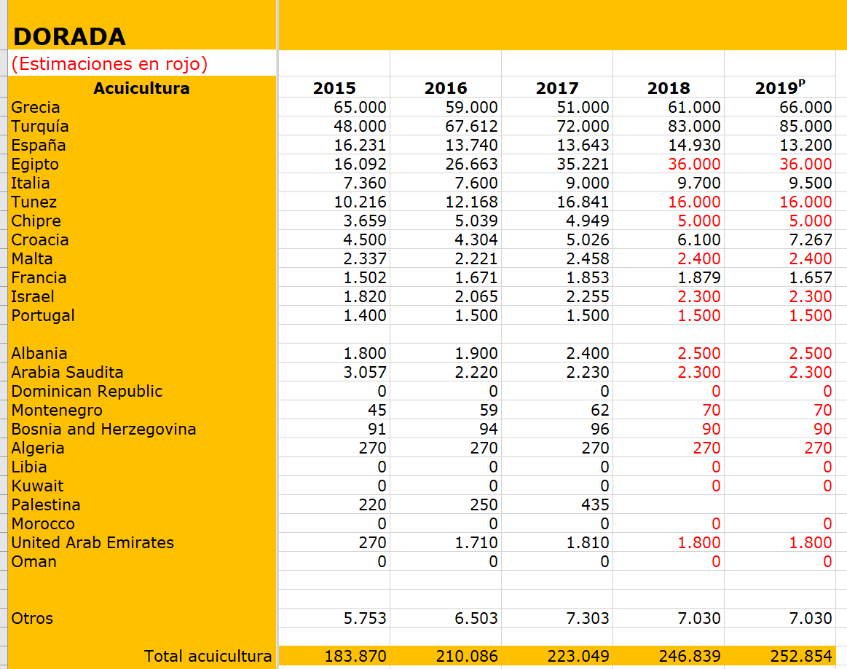 DORADA
(Estimaciones en rojo)
Acuicultura 2015 2016 2017 2018 2019ᵖ
Grecia 65.000 59.000 51.000 61.000 66.000
Turquía 48.000 67.612 72.000 83.000 85.000
España 16.231 13.740 13.643 14.930 13.200
Egipto 16.092 26.663 35.221 36.000 36.000
Italia 7.360 7.600 9.000 9.700 9.500
Tunez 10.216 12.168 16.841 16.000 16.000
Chipre 3.659 5.039 4.949 5.000 5.000
Croacia 4.500 4.304 5.026 6.100 7.267
Malta 2.337 2.221 2.458 2.400 2.400
Francia 1.502 1.671 1.853 1.879 1.657
Israel 1.820 2.065 2.255 2.300 2.300
Portugal 1.400 1.500 1.500 1.500 1.500
Albania 1.800 1.900 2.400 2.500 2.500
Arabia Saudita 3.057 2.220 2.230 2.300 2.300
Dominican Republic 0 0 0 0 0
Montenegro 45 59 62 70 70
Bosnia and Herzegovina 91 94 96 90 90
Algeria 270 270 270 270 270
Libia 0 0 0 0 0
Kuwait 0 0 0 0 0
Palestina 220 250 435
Morocco 0 0 0 0 0
United Arab Emirates 270 1.710 1.810 1.800 1.800
Oman 0 0 0 0 0
Otros 5.753 6.503 7.303 7.030 7.030
Total acuicultura 183.870 210.086 223.049 246.839 252.854